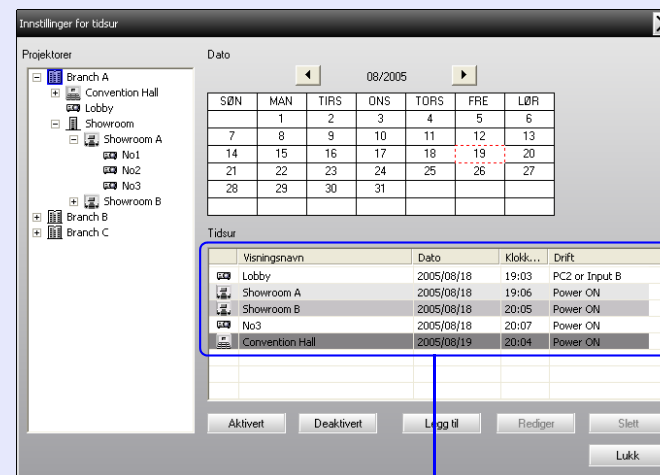 Innstillinger for tidsur
Projektorer
Branch A
Convention Hall
Lobby
Showroom
Showroom A
No1
No2
No3
Showroom B
Branch B
Branch C
Dato
08/2005
SØN MAN TIRS ONS TORS FRE LØR
1 2 3 4 5 6
7 8 9 10 11 12 13
14 15 16 17 18 19 20
21 22 23 24 25 26 27
28 29 30 31
Tidsur
Visningsnavn Dato Klokk... Drift
Lobby 2005/08/18 19:03 PC2 or Input B
Showroom A 2005/08/18 19:06 Power ON
Showroom B 2005/08/18 20:05 Power ON
No3 2005/08/18 20:07 Power ON
Convention Hall 2005/08/19 20:04 Power ON
Aktivert Deaktivert Legg til Rediger Slett
Lukk